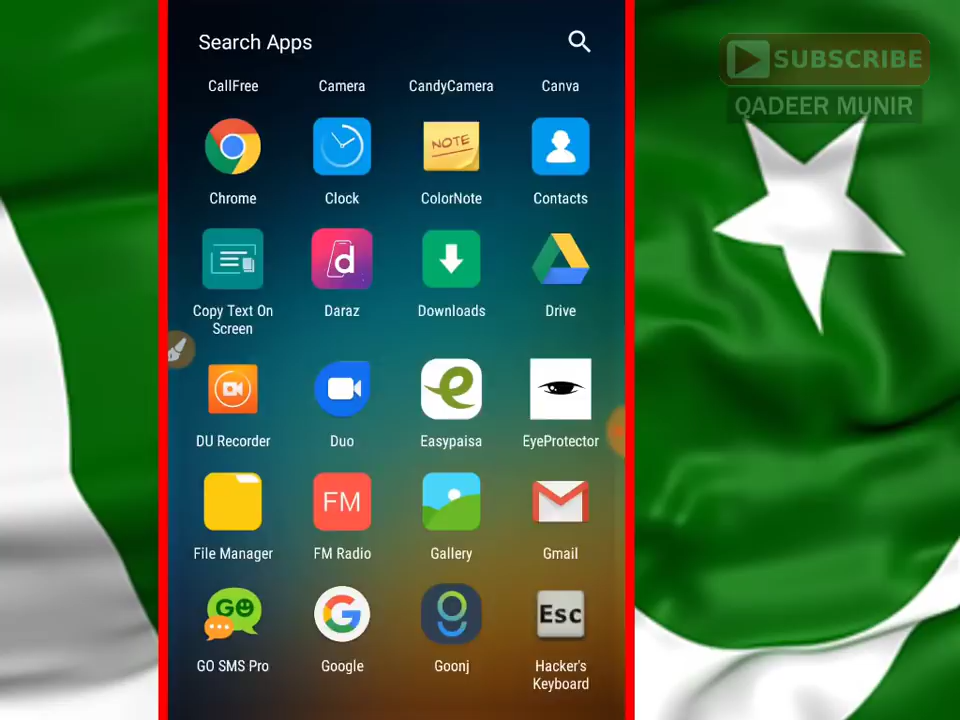 Search Apps
SUBSCRIBE
QADEER MUNIR
CallFree Camera CandyCamera Canva
NOTE
Chrome Clock ColorNote Contacts
d
Copy Text On Screen Daraz Downloads Drive
e
DU Recorder Duo Easypaisa EyeProtector
FM
File Manager FM Radio Gallery Gmail
GO G g Esc
GO SMS Pro Google Goonj Hacker's
Keyboard